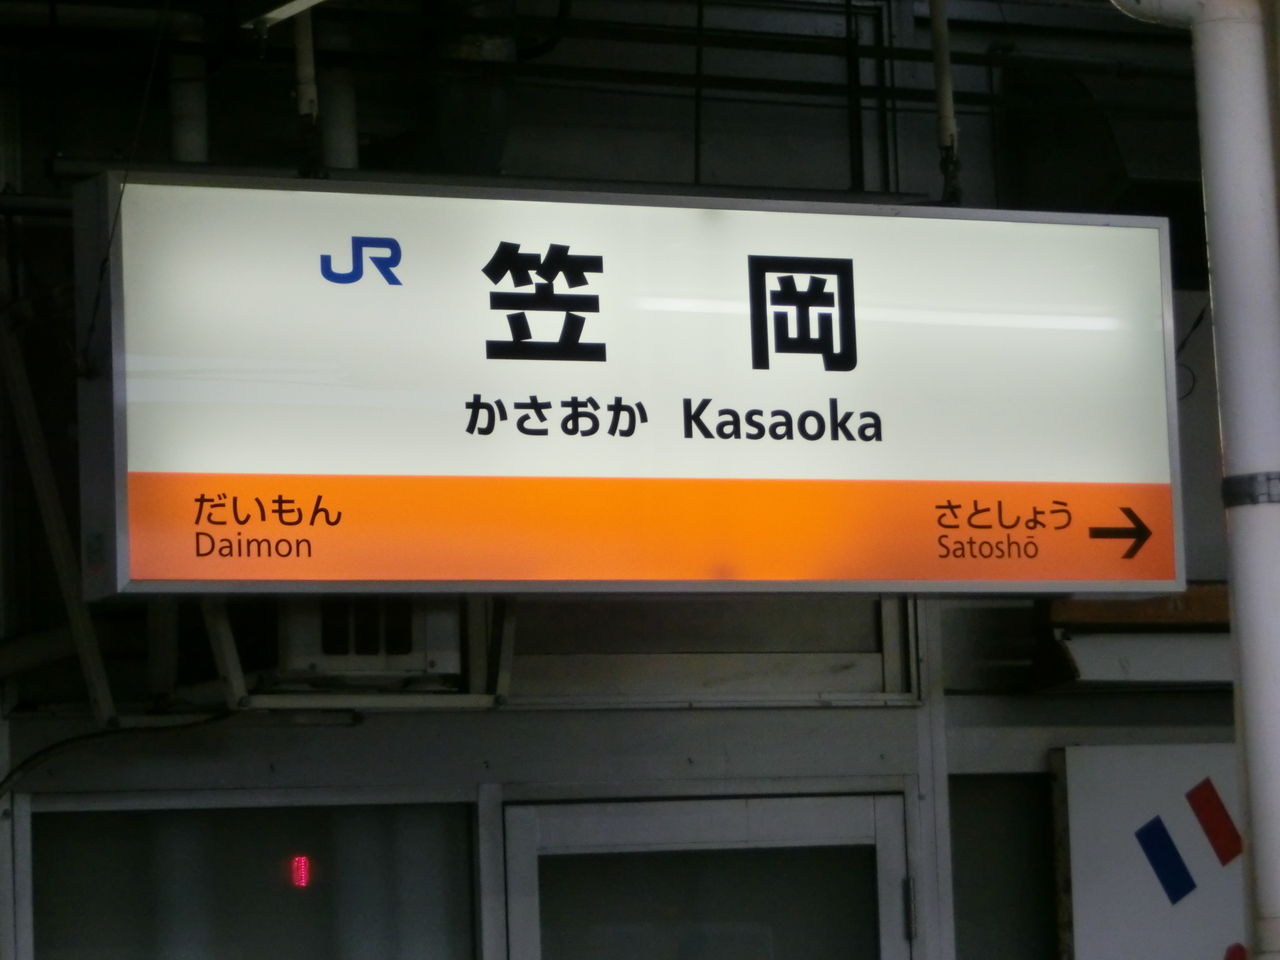 JR 笠岡
かさおか Kasaoka
だいもん さとしょう →
Daimon Satoshō